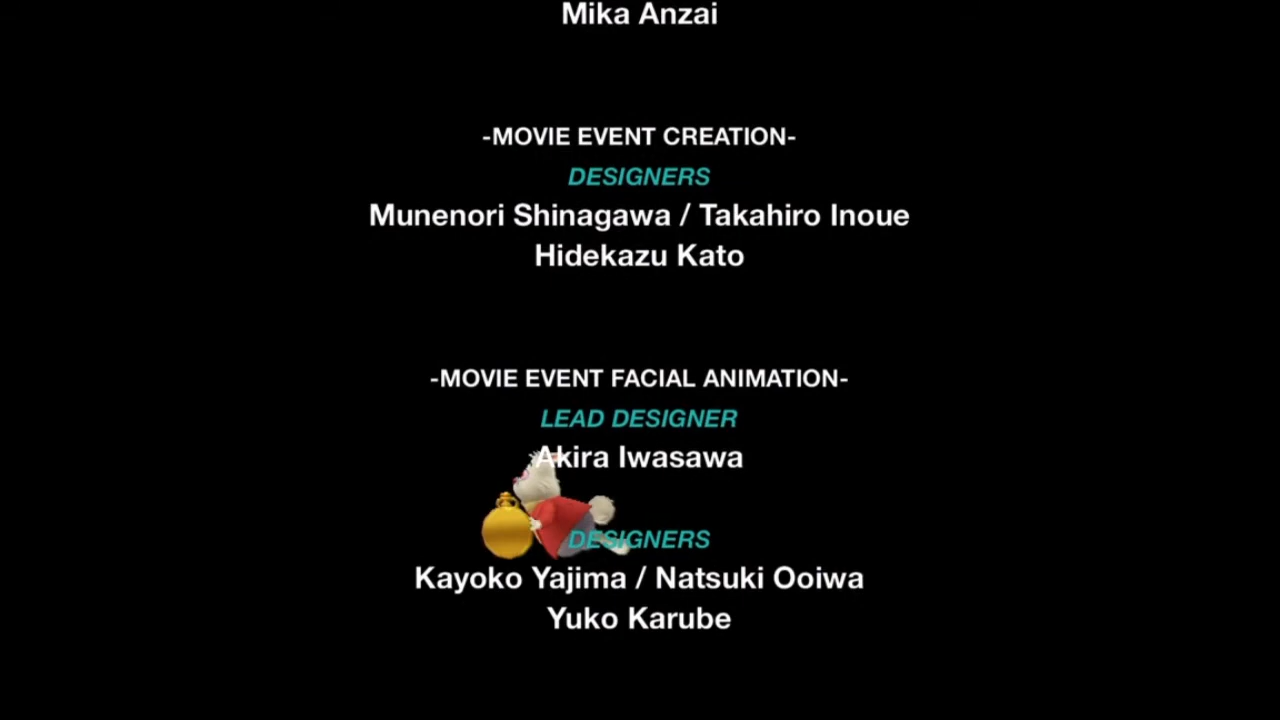 Mika Anzai
-MOVIE EVENT CREATION-
DESIGNERS
Munenori Shinagawa / Takahiro Inoue
Hidekazu Kato
-MOVIE EVENT FACIAL ANIMATION-
LEAD DESIGNER
Akira Iwasawa
DESIGNERS
Kayoko Yajima / Natsuki Ooiwa
Yuko Karube